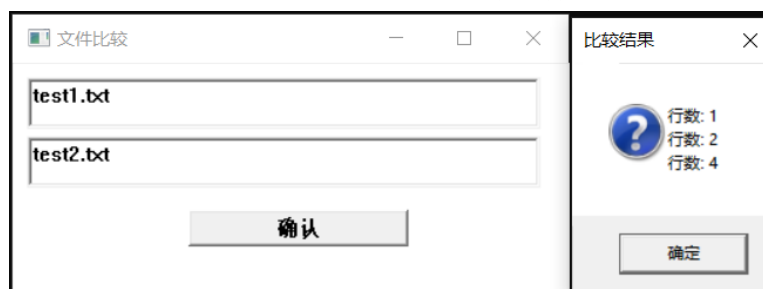 文件比较
test1.txt
test2.txt
确认
比较结果
行数: 1
行数: 2
行数: 4
确定